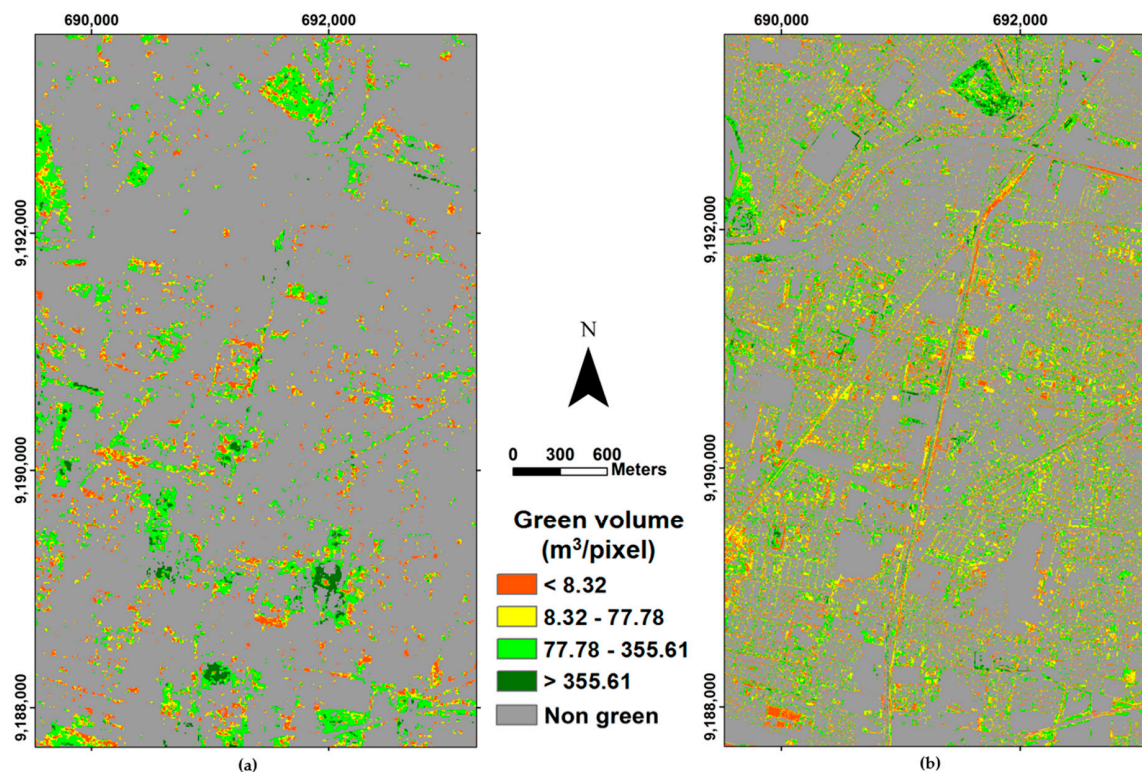 690,000
692,000
690,000
692,000
9,192,000
9,190,000
9,188,000
9,192,000
9,190,000
9,188,000
N
0 300 600
Meters
Green volume
(m³/pixel)
< 8.32
8.32 - 77.78
77.78 - 355.61
> 355.61
Non green
(a)
(b)